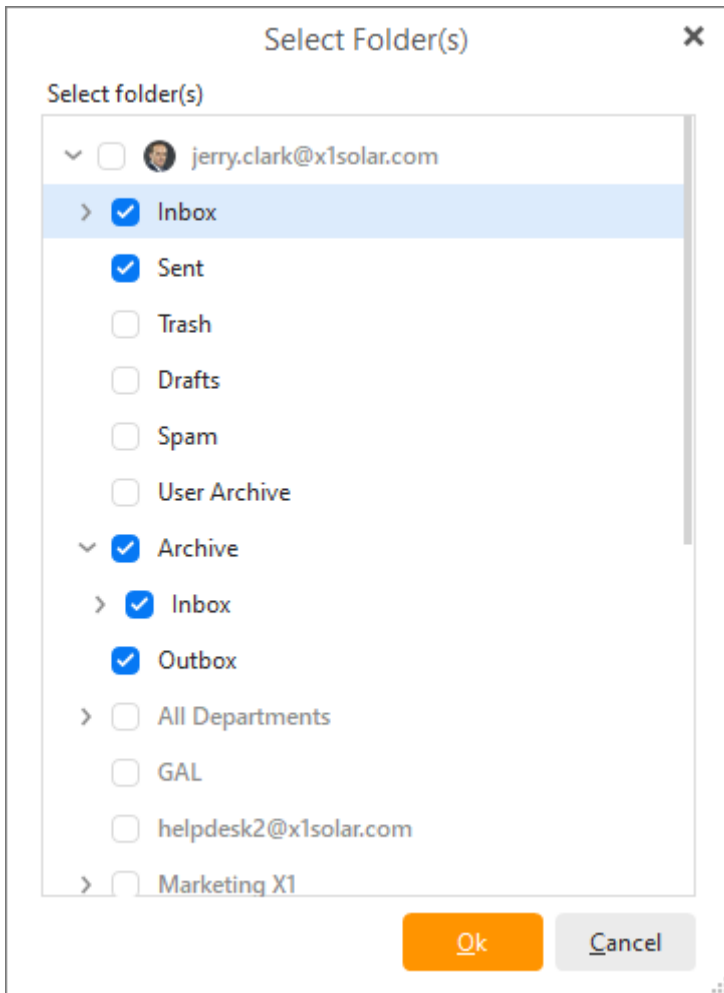 Select Folder(s)
Select folder(s)
jerry.clark@x1solar.com
Inbox
Sent
Trash
Drafts
Spam
User Archive
Archive
Inbox
Outbox
All Departments
GAL
helpdesk2@x1solar.com
Marketing X1
Ok Cancel